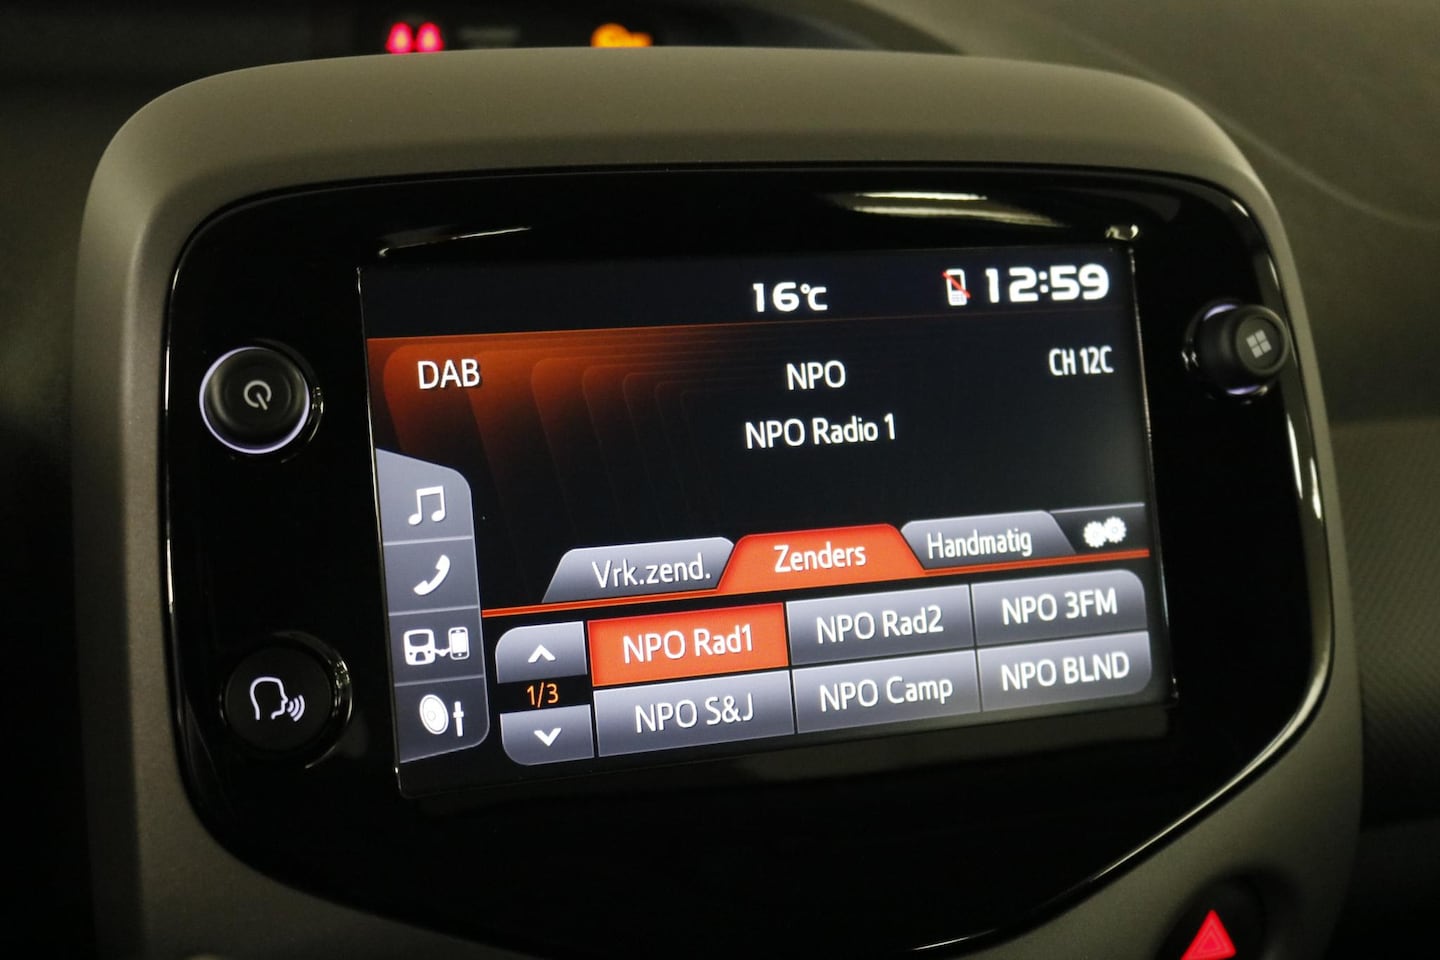 16°C 12:59
DAB NPO CH 12C
NPO Radio 1
Vrk.zend. Zenders Handmatig
NPO Rad1 NPO Rad2 NPO 3FM
1/3
NPO S&J NPO Camp NPO BLND